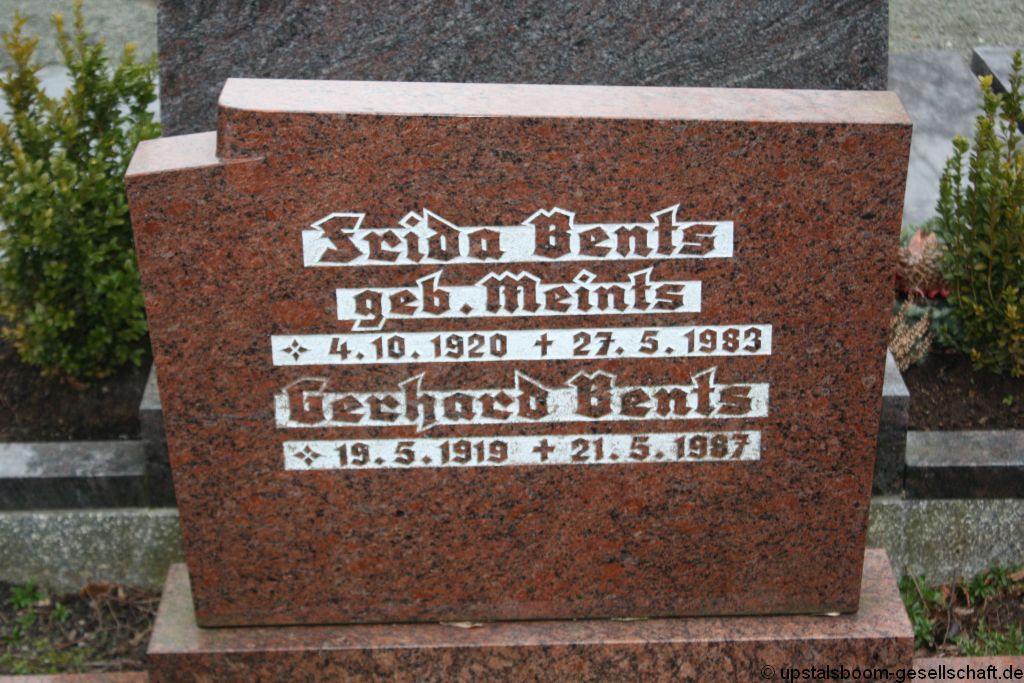 Frida Bents
geb. Meints
4.10.1920 ✝ 27.5.1983
Gerhard Bents
19.5.1919 ✝ 21.5.1987
© upstalsboom-gesellschaft.de